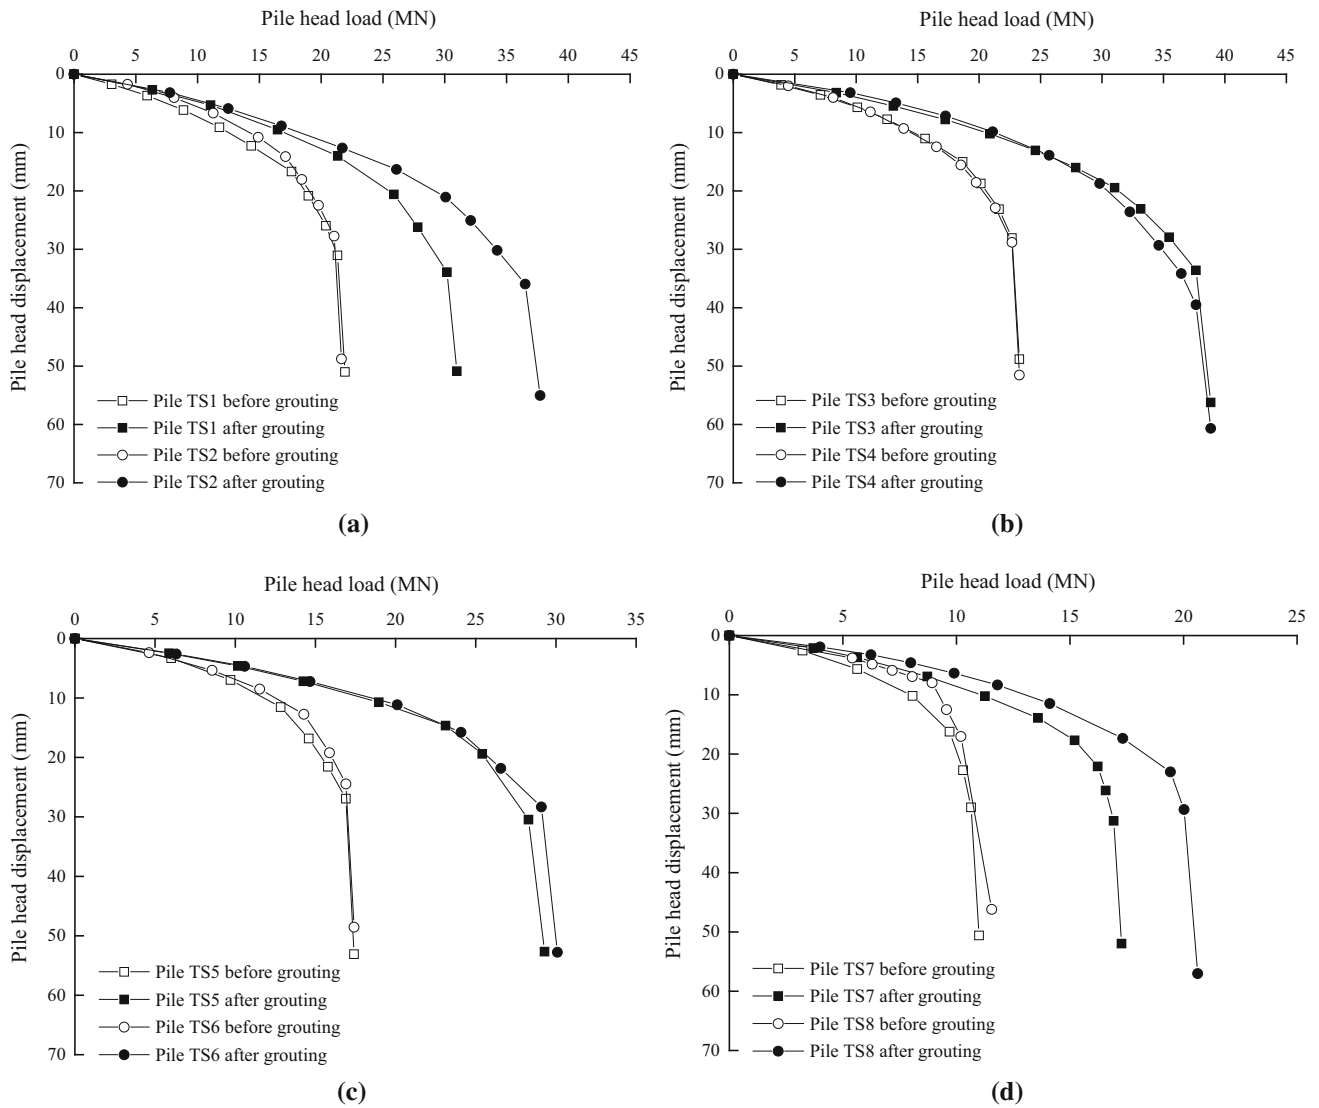 Pile head load (MN)
0 5 10 15 20 25 30 35 40 45
0
10
20
30
40
50
60
70
Pile head displacement (mm)
Pile TS1 before grouting
Pile TS1 after grouting
Pile TS2 before grouting
Pile TS2 after grouting
(a)
Pile head load (MN)
0 5 10 15 20 25 30 35 40 45
0
10
20
30
40
50
60
70
Pile head displacement (mm)
Pile TS3 before grouting
Pile TS3 after grouting
Pile TS4 before grouting
Pile TS4 after grouting
(b)
Pile head load (MN)
0 5 10 15 20 25 30 35
0
10
20
30
40
50
60
70
Pile head displacement (mm)
Pile TS5 before grouting
Pile TS5 after grouting
Pile TS6 before grouting
Pile TS6 after grouting
(c)
Pile head load (MN)
0 5 10 15 20 25
0
10
20
30
40
50
60
70
Pile head displacement (mm)
Pile TS7 before grouting
Pile TS7 after grouting
Pile TS8 before grouting
Pile TS8 after grouting
(d)